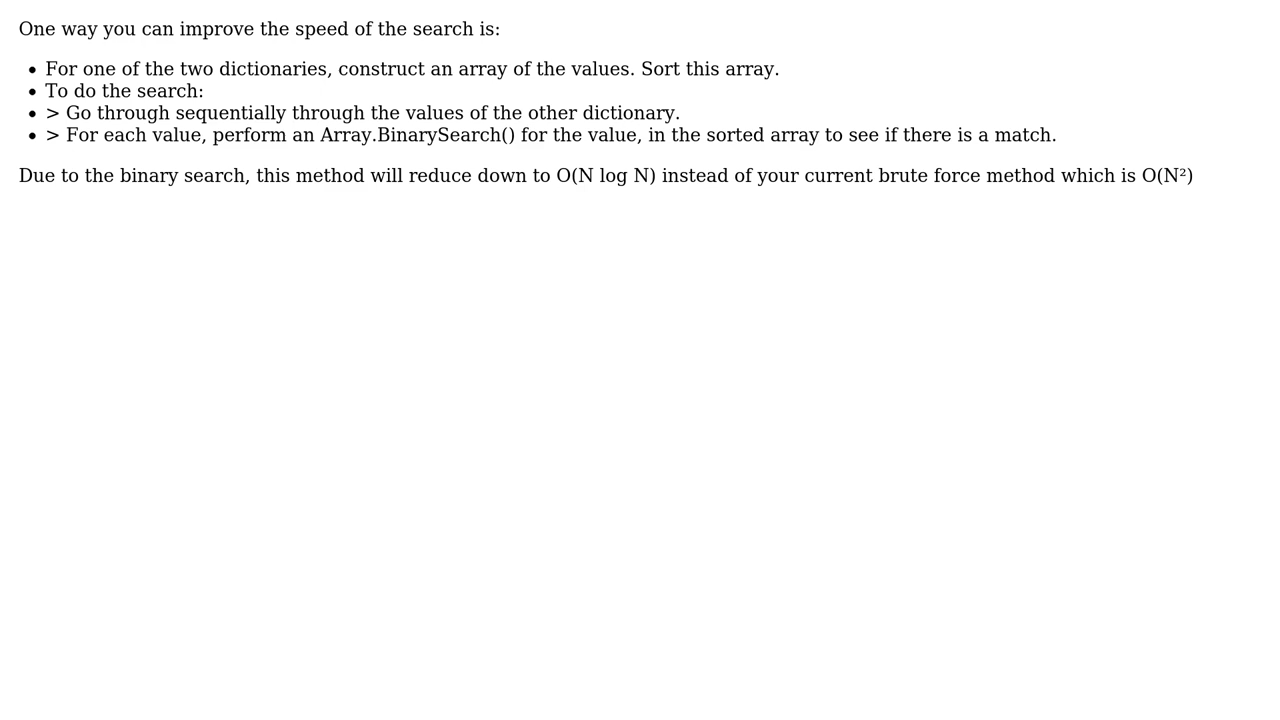 One way you can improve the speed of the search is:
• For one of the two dictionaries, construct an array of the values. Sort this array.
• To do the search:
• > Go through sequentially through the values of the other dictionary.
• > For each value, perform an Array.BinarySearch() for the value, in the sorted array to see if there is a match.
Due to the binary search, this method will reduce down to O(N log N) instead of your current brute force method which is O(N²)